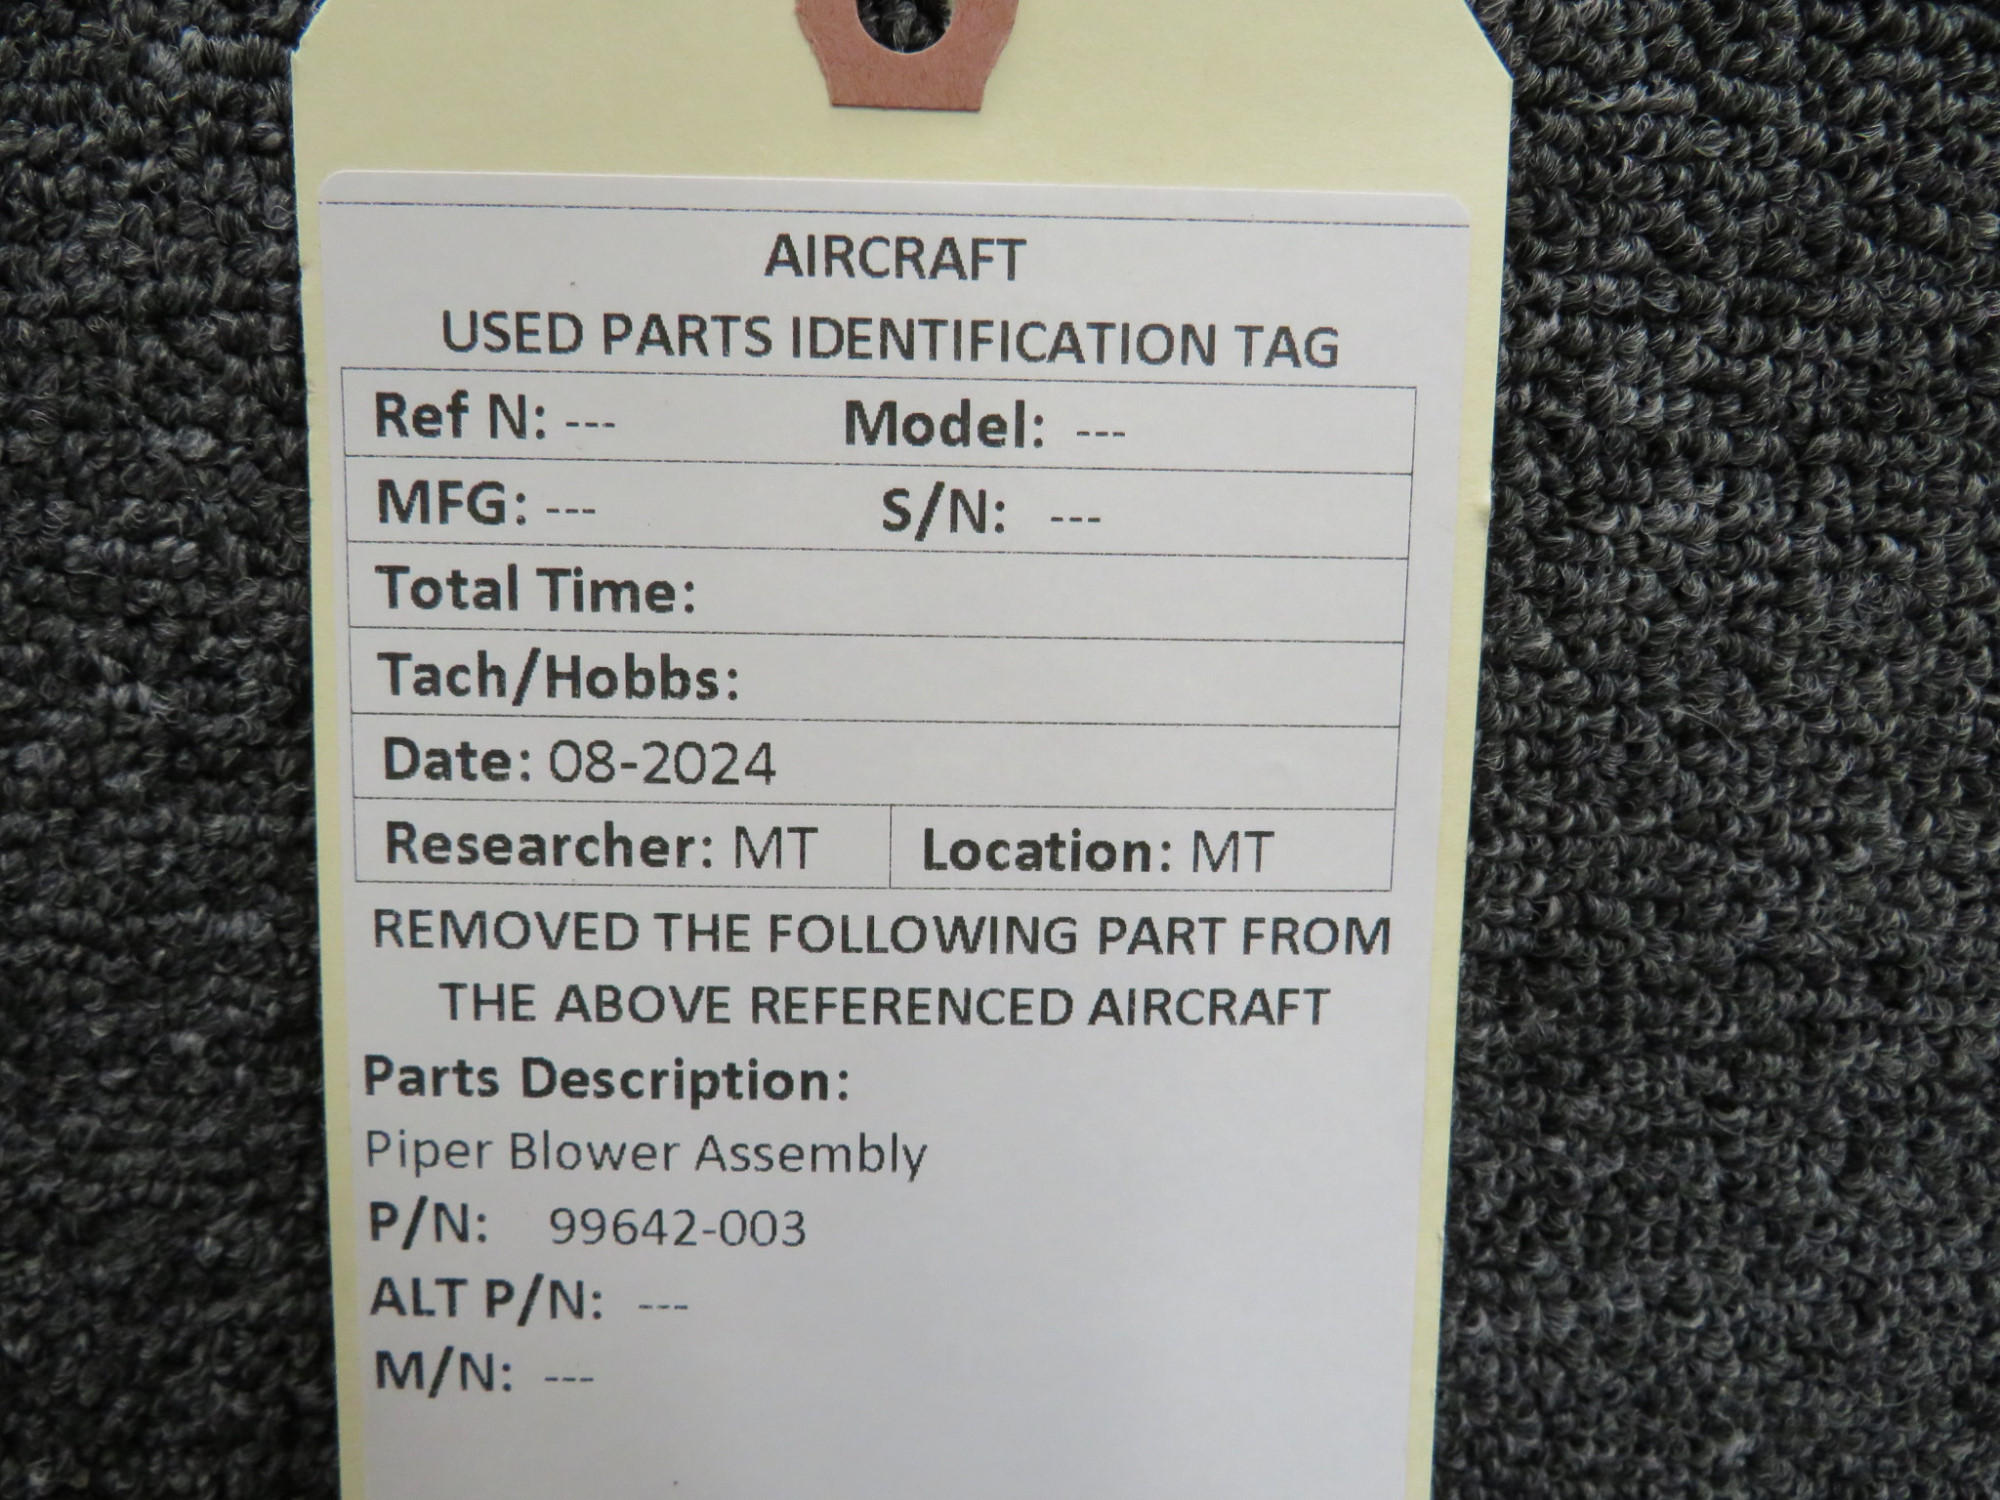 AIRCRAFT
USED PARTS IDENTIFICATION TAG
Ref N: --- Model: ---
MFG: --- S/N: ---
Total Time:
Tach/Hobbs:
Date: 08-2024
Researcher: MT Location: MT
REMOVED THE FOLLOWING PART FROM
THE ABOVE REFERENCED AIRCRAFT
Parts Description:
Piper Blower Assembly
P/N: 99642-003
ALT P/N: ---
M/N: ---